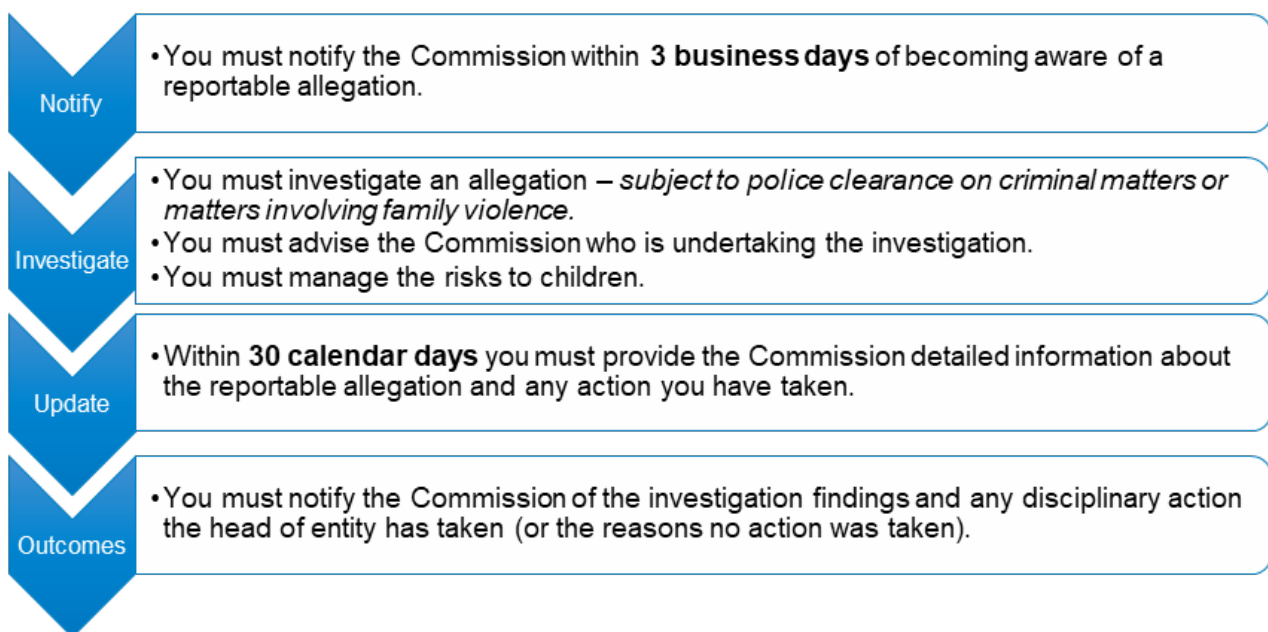 Notify
•You must notify the Commission within 3 business days of becoming aware of a
reportable allegation.
Investigate
•You must investigate an allegation – subject to police clearance on criminal matters or
matters involving family violence.
•You must advise the Commission who is undertaking the investigation.
•You must manage the risks to children.
Update
•Within 30 calendar days you must provide the Commission detailed information about
the reportable allegation and any action you have taken.
Outcomes
•You must notify the Commission of the investigation findings and any disciplinary action
the head of entity has taken (or the reasons no action was taken).